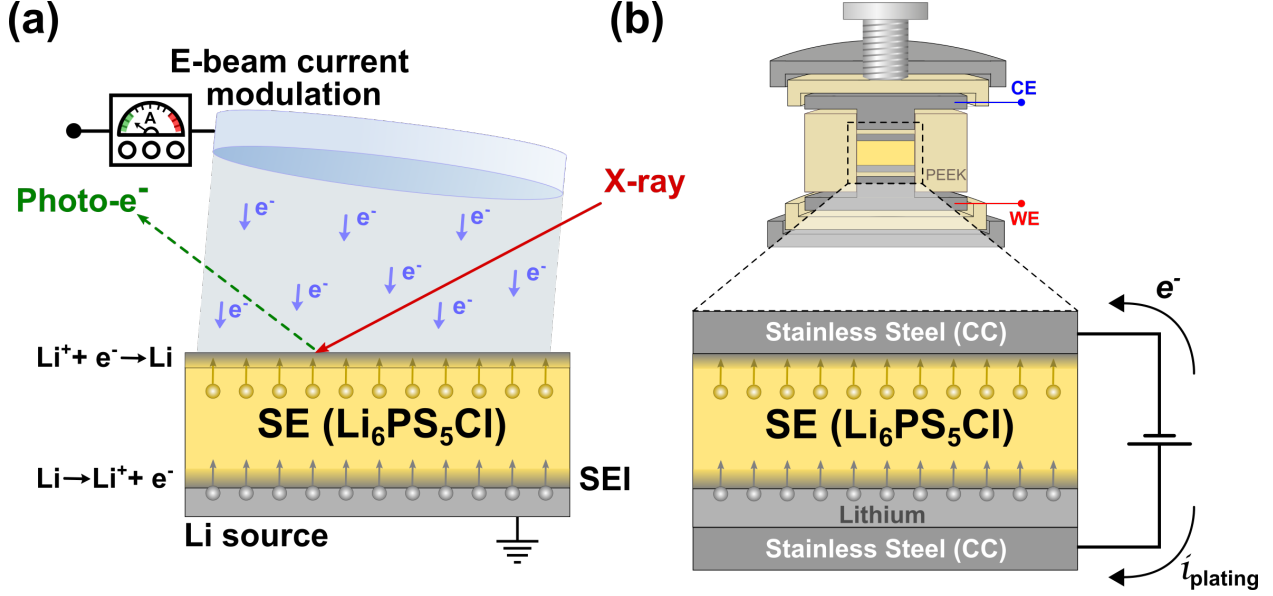 (a)
E-beam current
modulation
A
Photo-e⁻
X-ray
e⁻ e⁻ e⁻
e⁻ e⁻ e⁻
e⁻ e⁻
Li⁺+ e⁻→Li
SE (Li₆PS₅Cl)
Li→Li⁺+ e⁻
SEI
Li source
(b)
CE
PEEK
WE
e⁻
Stainless Steel (CC)
SE (Li₆PS₅Cl)
Lithium
Stainless Steel (CC)
i plating